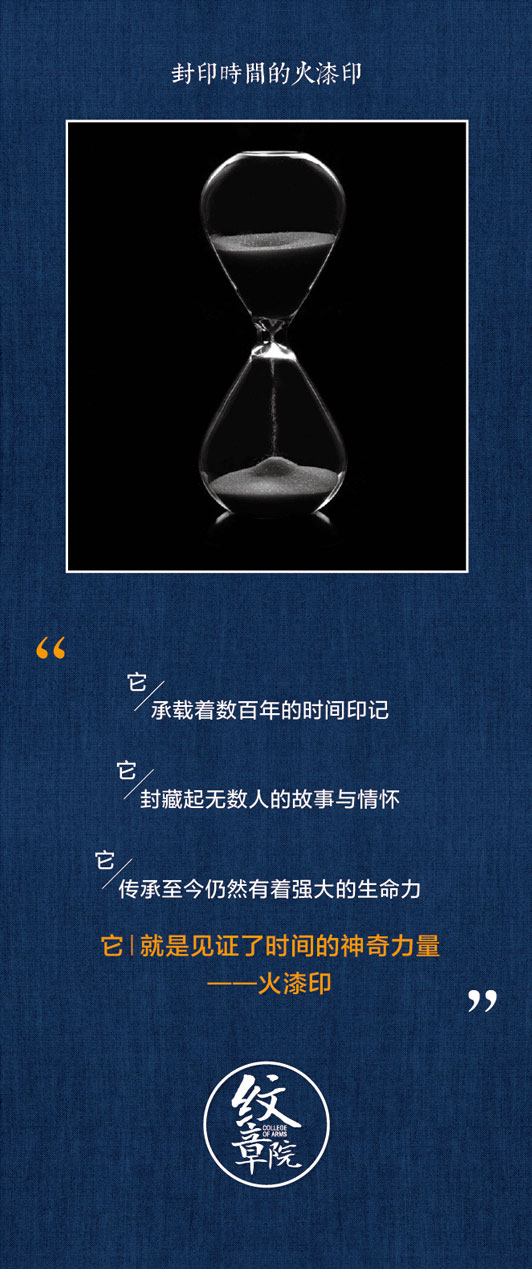 封印時間的火漆印
“
它
承载着数百年的时间印记
它
封藏起无数人的故事与情怀
它
传承至今仍然有着强大的生命力
它|就是见证了时间的神奇力量
——火漆印
”
纹章院
COLLEGE
OF ARMS